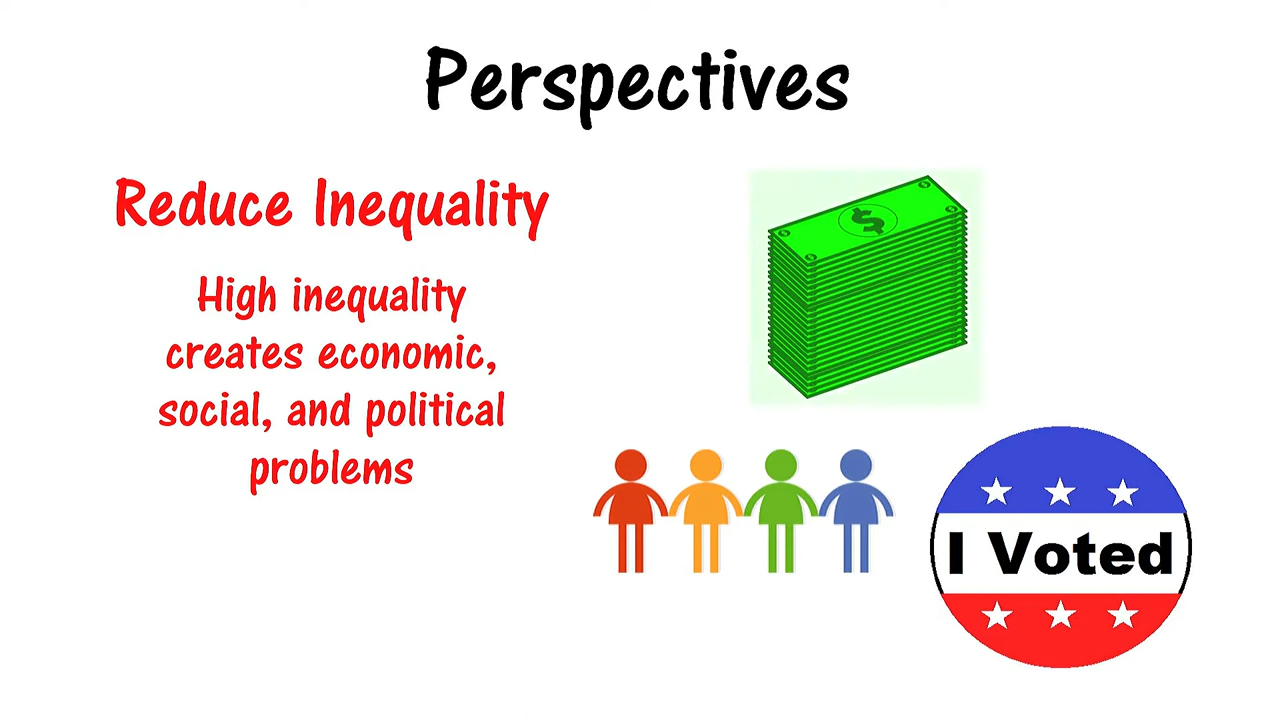 Perspectives
Reduce Inequality
High inequality
creates economic,
social, and political
problems
$
I Voted